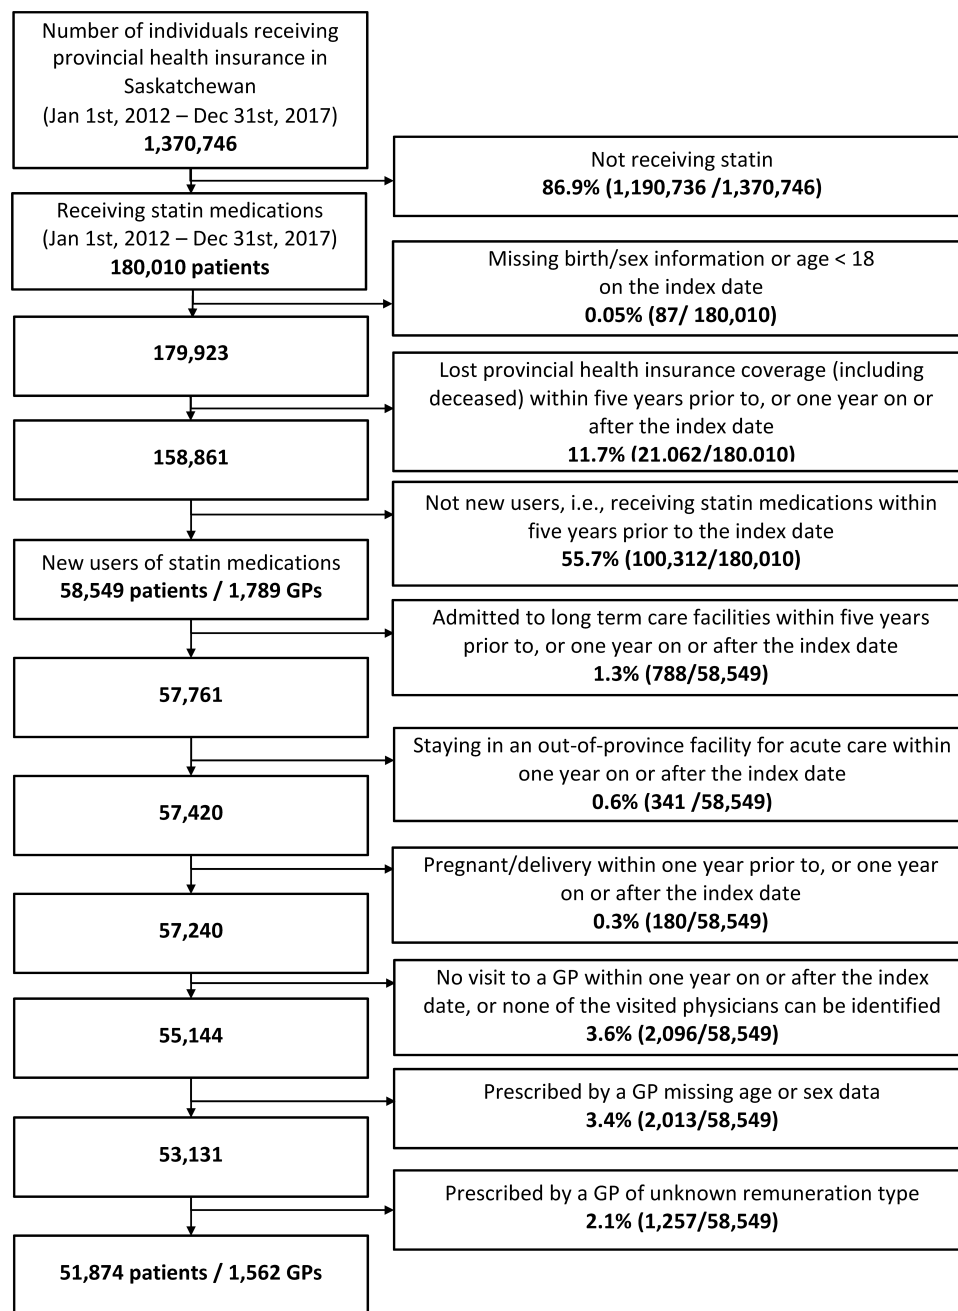 Number of individuals receiving
provincial health insurance in
Saskatchewan
(Jan 1st, 2012 – Dec 31st, 2017)
1,370,746
Not receiving statin
86.9% (1,190,736 /1,370,746)
Receiving statin medications
(Jan 1st, 2012 – Dec 31st, 2017)
180,010 patients
Missing birth/sex information or age < 18
on the index date
0.05% (87/ 180,010)
179,923
Lost provincial health insurance coverage (including
deceased) within five years prior to, or one year on or
after the index date
11.7% (21,062/180,010)
158,861
Not new users, i.e., receiving statin medications within
five years prior to the index date
55.7% (100,312/180,010)
New users of statin medications
58,549 patients / 1,789 GPs
Admitted to long term care facilities within five years
prior to, or one year on or after the index date
1.3% (788/58,549)
57,761
Staying in an out-of-province facility for acute care within
one year on or after the index date
0.6% (341 /58,549)
57,420
Pregnant/delivery within one year prior to, or one year
on or after the index date
0.3% (180/58,549)
57,240
No visit to a GP within one year on or after the index
date, or none of the visited physicians can be identified
3.6% (2,096/58,549)
55,144
Prescribed by a GP missing age or sex data
3.4% (2,013/58,549)
53,131
Prescribed by a GP of unknown remuneration type
2.1% (1,257/58,549)
51,874 patients / 1,562 GPs